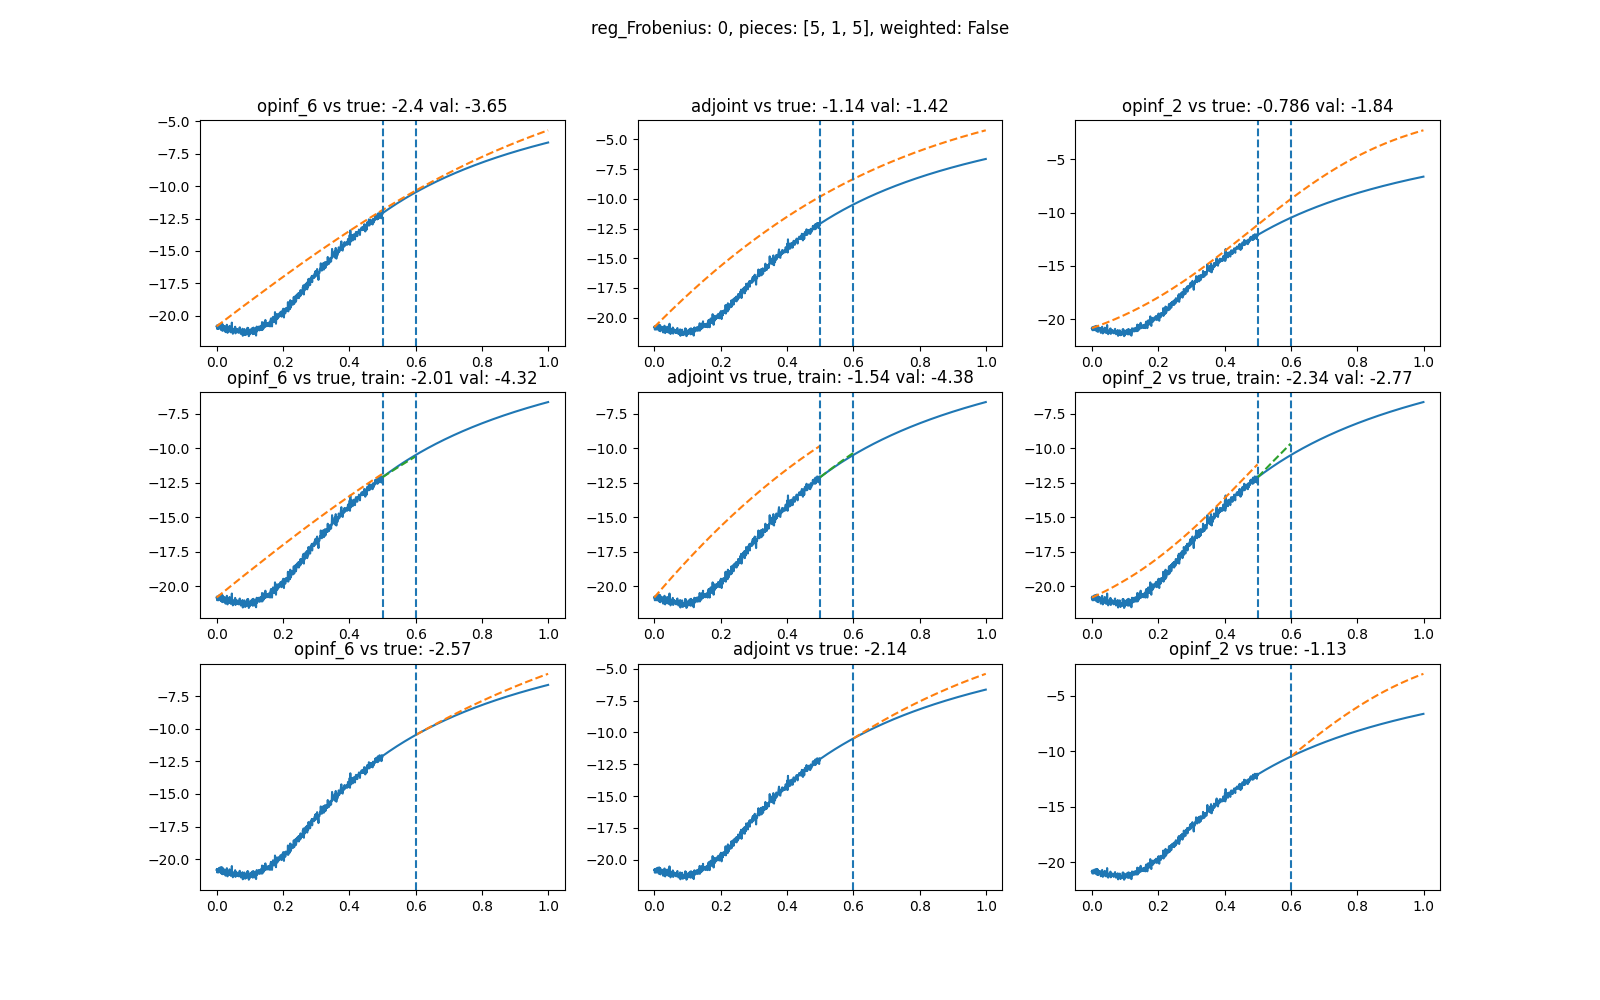 reg_Frobenius: 0, pieces: [5, 1, 5], weighted: False
opinf_6 vs true: -2.4 val: -3.65
adjoint vs true: -1.14 val: -1.42
opinf_2 vs true: -0.786 val: -1.84
−5.0
−7.5
−10.0
−12.5
−15.0
−17.5
−20.0
0.0 0.2 0.4 0.6 0.8 1.0
−5.0
−7.5
−10.0
−12.5
−15.0
−17.5
−20.0
0.0 0.2 0.4 0.6 0.8 1.0
−5
−10
−15
−20
0.0 0.2 0.4 0.6 0.8 1.0
opinf_6 vs true, train: -2.01 val: -4.32
adjoint vs true, train: -1.54 val: -4.38
opinf_2 vs true, train: -2.34 val: -2.77
−7.5
−10.0
−12.5
−15.0
−17.5
−20.0
0.0 0.2 0.4 0.6 0.8 1.0
−7.5
−10.0
−12.5
−15.0
−17.5
−20.0
0.0 0.2 0.4 0.6 0.8 1.0
−7.5
−10.0
−12.5
−15.0
−17.5
−20.0
0.0 0.2 0.4 0.6 0.8 1.0
opinf_6 vs true: -2.57
adjoint vs true: -2.14
opinf_2 vs true: -1.13
−7.5
−10.0
−12.5
−15.0
−17.5
−20.0
0.0 0.2 0.4 0.6 0.8 1.0
−5.0
−7.5
−10.0
−12.5
−15.0
−17.5
−20.0
0.0 0.2 0.4 0.6 0.8 1.0
−5
−10
−15
−20
0.0 0.2 0.4 0.6 0.8 1.0